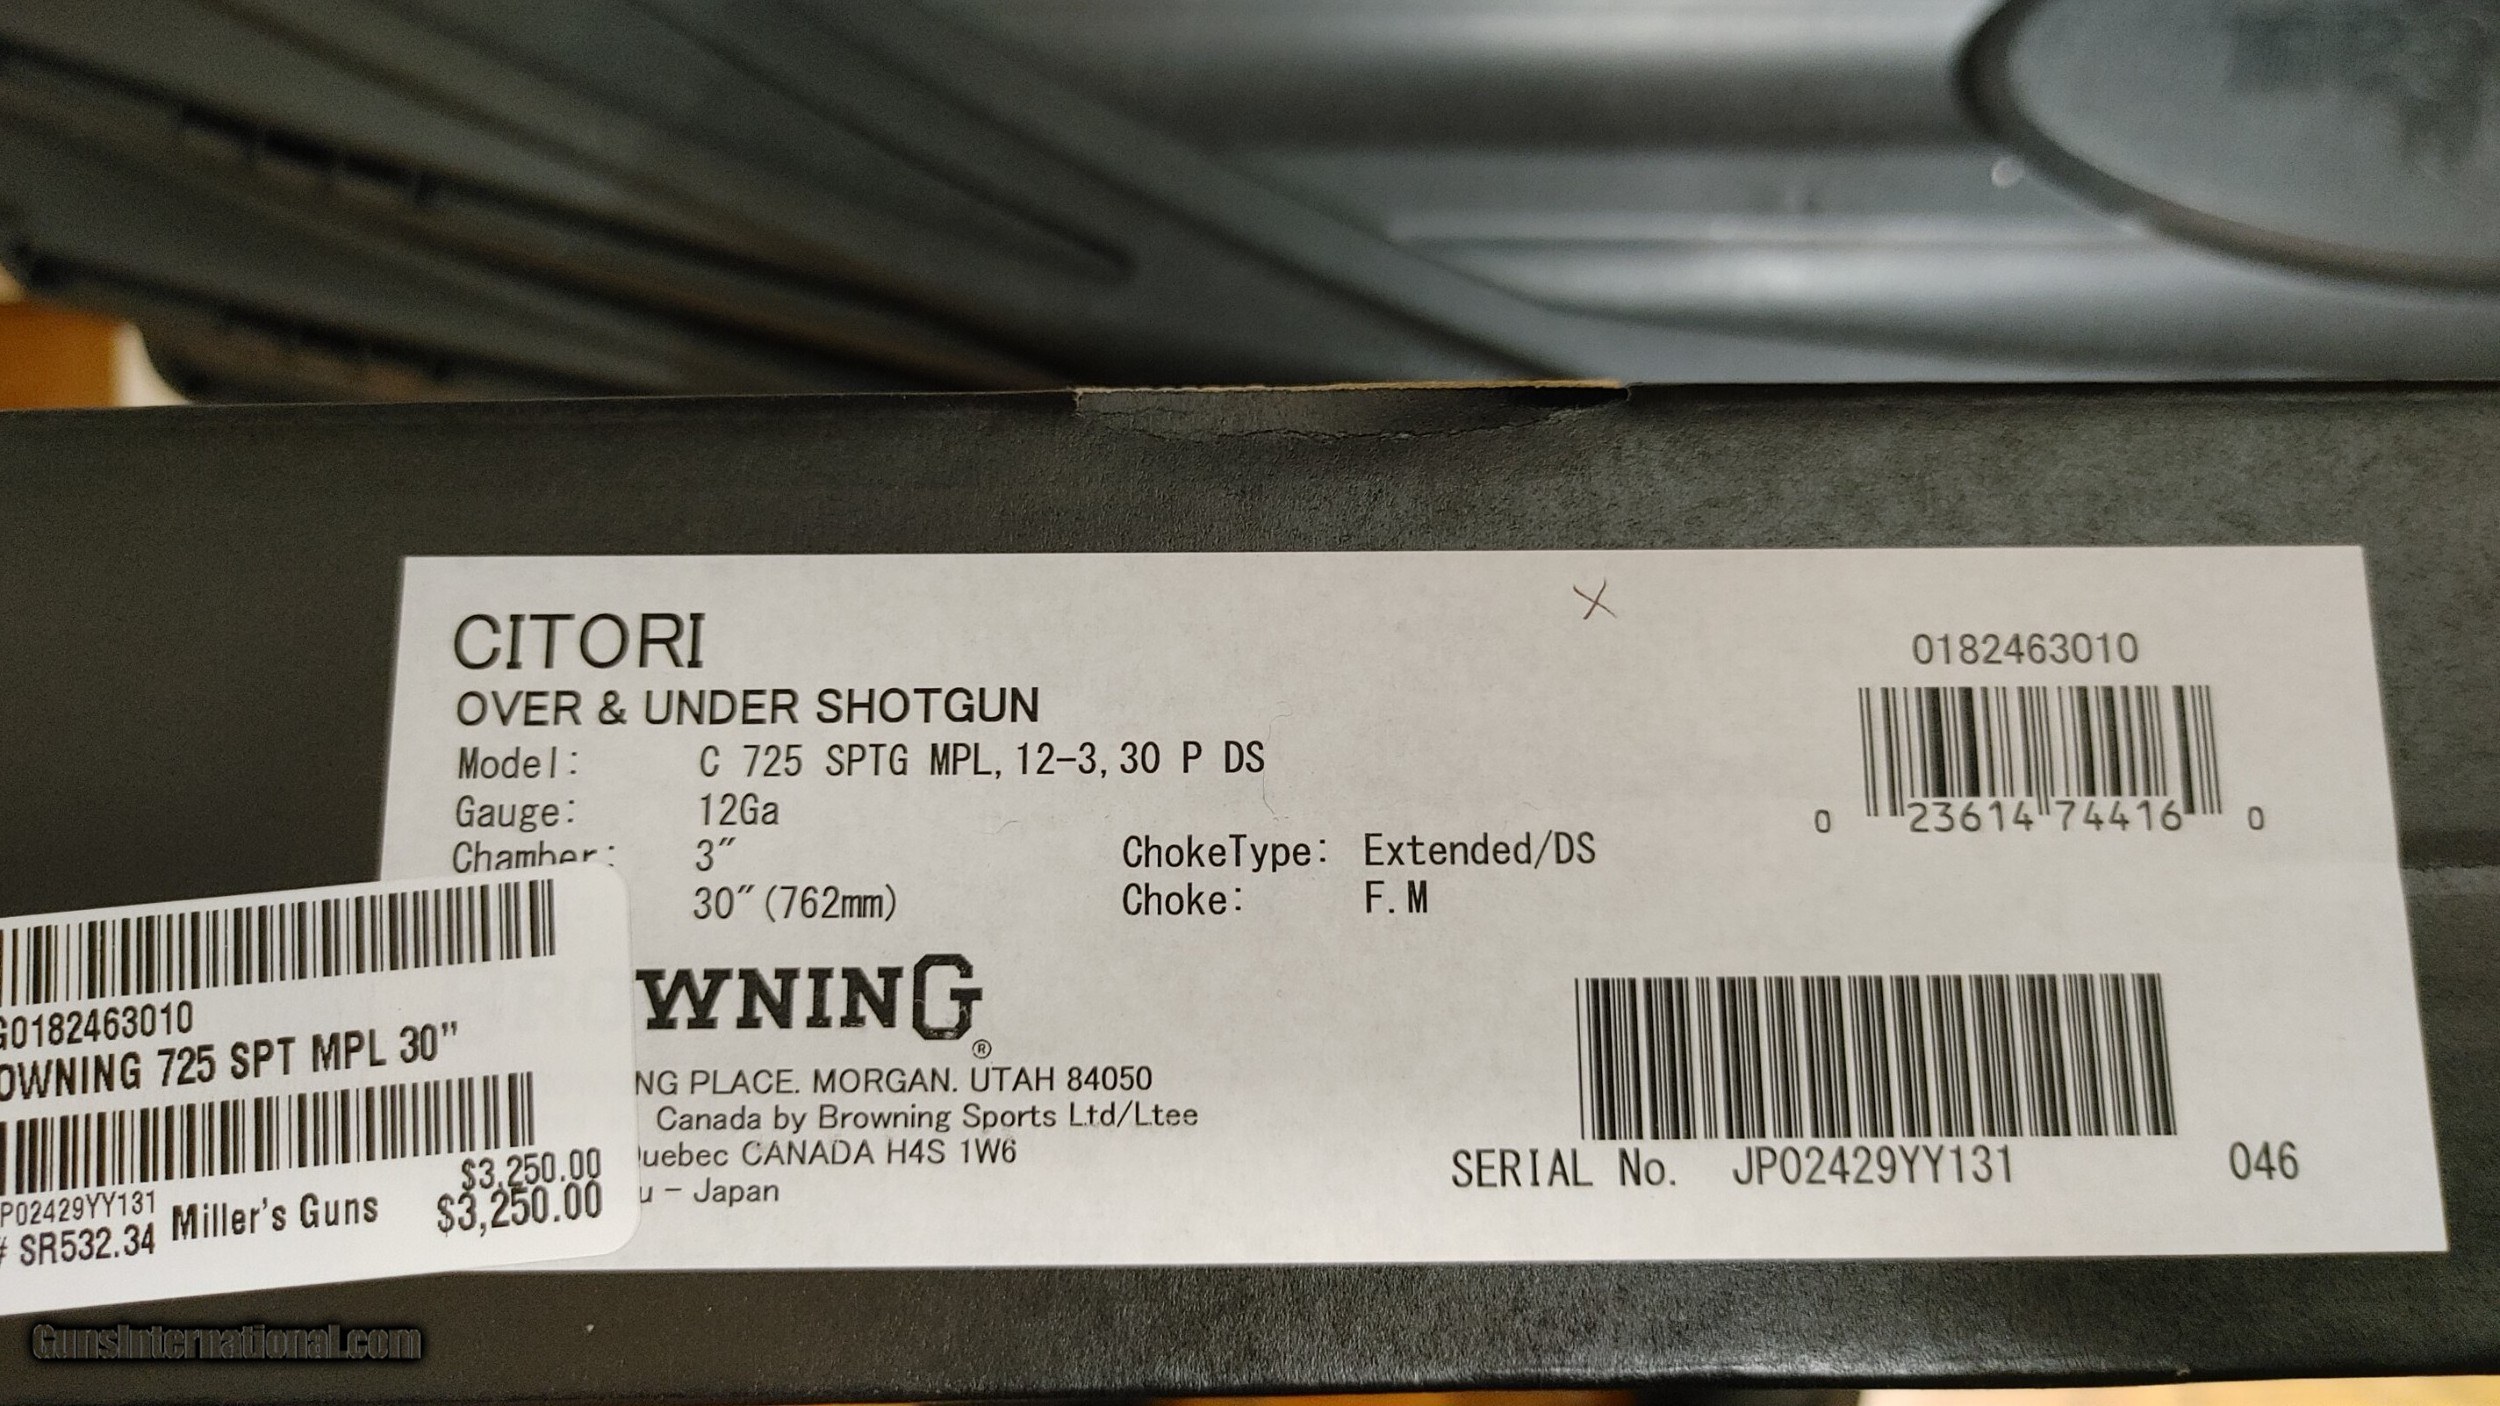 CITORI
OVER & UNDER SHOTGUN
Model: C 725 SPTG MPL, 12-3, 30 P DS
Gauge: 12Ga
Chamber: 3″
ChokeType: Extended/DS
30″(762mm)
Choke: F.M
WNING®
NG PLACE. MORGAN. UTAH 84050
Canada by Browning Sports Ltd/Ltee
uebec CANADA H4S 1W6
u - Japan
X
0182463010
0 23614 74416 0
SERIAL No. JP02429YY131 046
G0182463010
OWNING 725 SPT MPL 30"
$3,250.00
P02429YY131 Miller's Guns $3,250.00
# SR532.34
GunsInternational.com